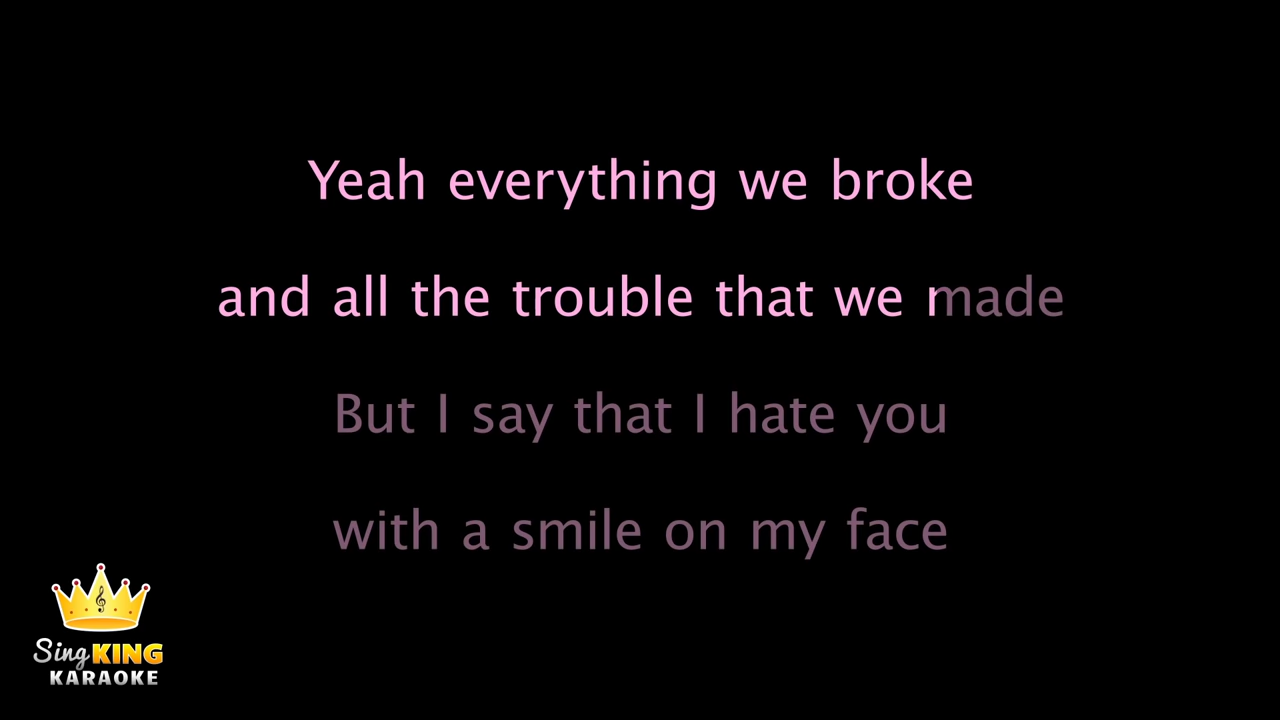 Yeah everything we broke
and all the trouble that we made
But I say that I hate you
with a smile on my face
Sing KING
KARAOKE